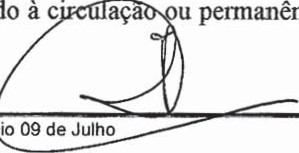 do à circulação ou permanên
io 09 de Julho